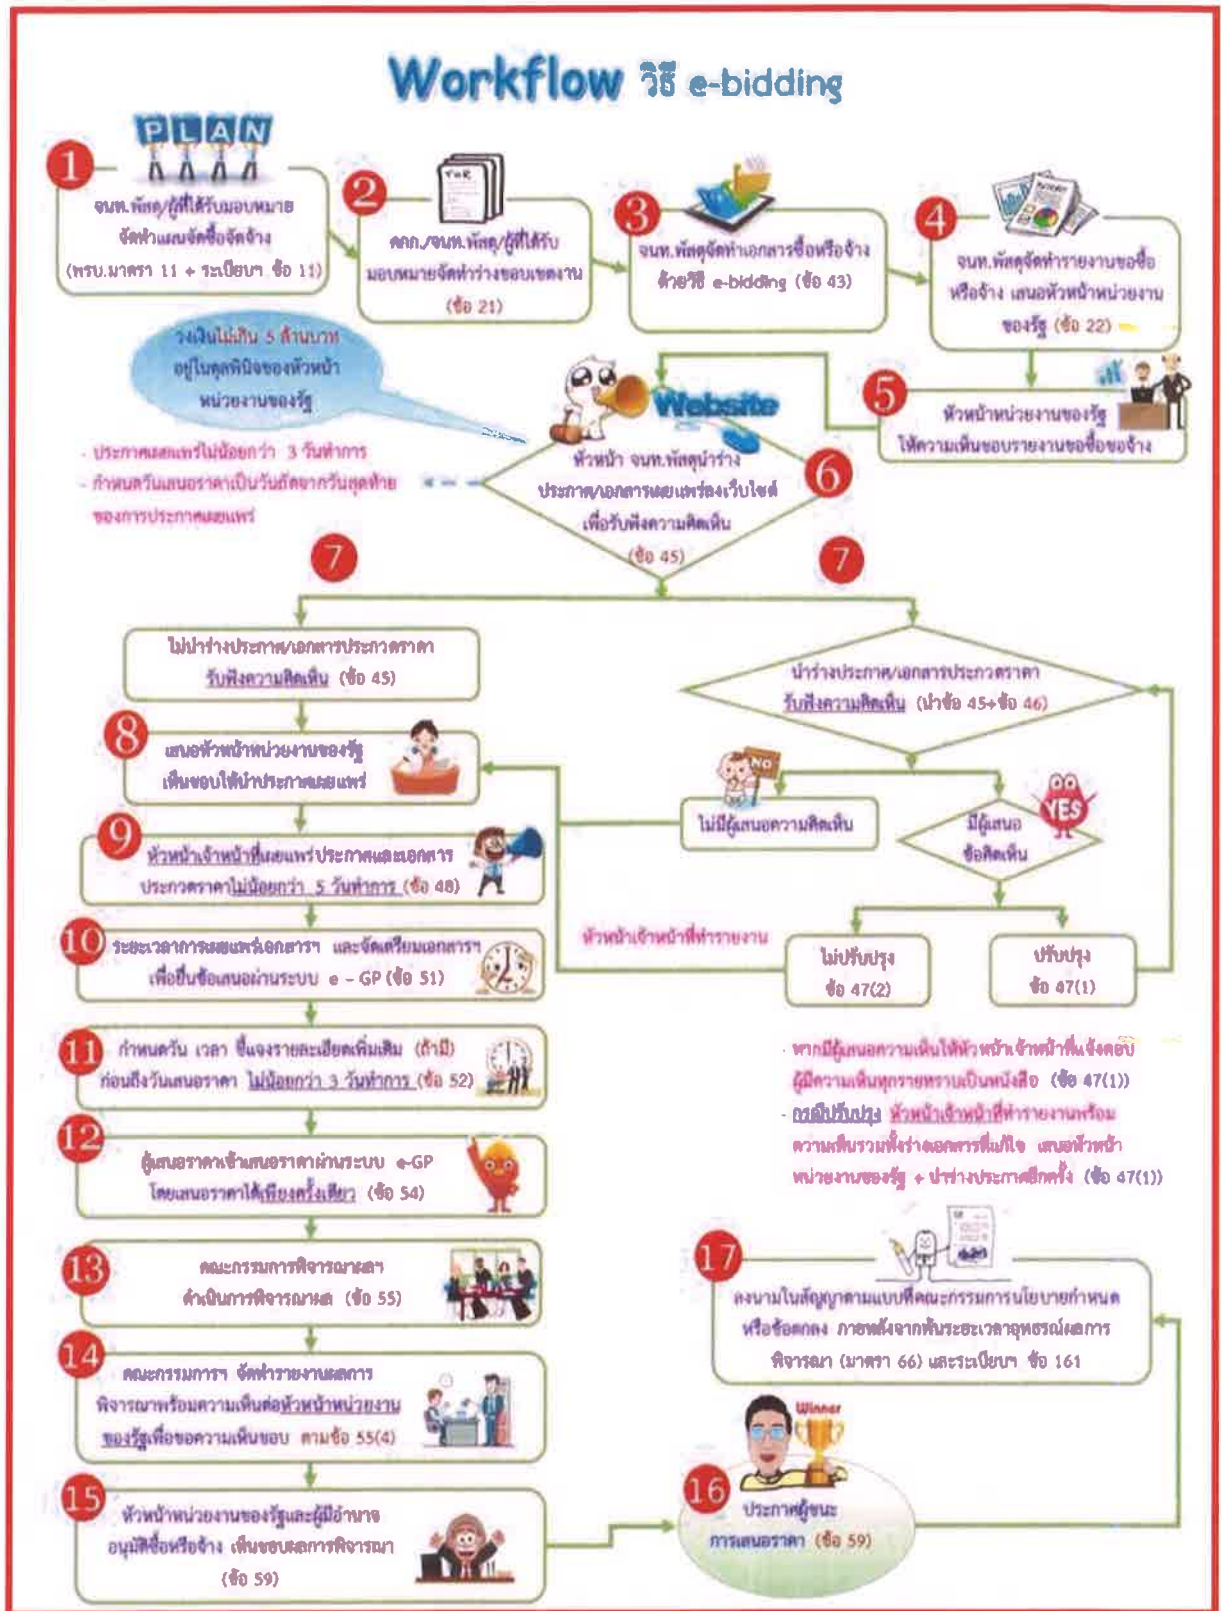 Workflow วิธี e-bidding
PLAN
1
จนท.พัสดุ/ผู้ที่ได้รับมอบหมาย
จัดทำแผนจัดซื้อจัดจ้าง
(พรบ.มาตรา 11 + ระเบียบฯ ข้อ 11)
2
TOR
คกก./จนท.พัสดุ/ผู้ที่ได้รับ
มอบหมายจัดทำร่างขอบเขตงาน
(ข้อ 21)
3
จนท.พัสดุจัดทำเอกสารซื้อหรือจ้าง
ด้วยวิธี e-bidding (ข้อ 43)
4
จนท.พัสดุจัดทำรายงานขอซื้อ
หรือจ้าง เสนอหัวหน้าหน่วยงาน
ของรัฐ (ข้อ 22)
5
หัวหน้าหน่วยงานของรัฐ
ให้ความเห็นชอบรายงานขอซื้อขอจ้าง
วงเงินไม่เกิน 5 ล้านบาท
อยู่ในดุลพินิจของหัวหน้า
หน่วยงานของรัฐ
Website
6
หัวหน้า จนท.พัสดุนำร่าง
ประกาศ/เอกสารเผยแพร่ลงเว็บไซต์
เพื่อรับฟังความคิดเห็น
(ข้อ 45)
- ประกาศเผยแพร่ไม่น้อยกว่า 3 วันทำการ
- กำหนดวันเสนอราคาเป็นวันถัดจากวันสุดท้าย
ของการประกาศเผยแพร่
7
7
ไม่นำร่างประกาศ/เอกสารประกวดราคา
รับฟังความคิดเห็น (ข้อ 45)
นำร่างประกาศ/เอกสารประกวดราคา
รับฟังความคิดเห็น (นำข้อ 45+ข้อ 46)
8
เสนอหัวหน้าหน่วยงานของรัฐ
เห็นชอบให้นำประกาศเผยแพร่
NO
ไม่มีผู้เสนอความคิดเห็น
YES
มีผู้เสนอ
ข้อคิดเห็น
9
หัวหน้าเจ้าหน้าที่เผยแพร่ประกาศและเอกสาร
ประกวดราคาไม่น้อยกว่า 5 วันทำการ (ข้อ 48)
หัวหน้าเจ้าหน้าที่ทำรายงาน
ไม่ปรับปรุง
ข้อ 47(2)
ปรับปรุง
ข้อ 47(1)
10
ระยะเวลาการเผยแพร่เอกสารฯ และจัดเตรียมเอกสารฯ
เพื่อยื่นข้อเสนอผ่านระบบ e - GP (ข้อ 51)
11
กำหนดวัน เวลา ชี้แจงรายละเอียดเพิ่มเติม (ถ้ามี)
ก่อนถึงวันเสนอราคา ไม่น้อยกว่า 3 วันทำการ (ข้อ 52)
- หากมีผู้เสนอความเห็นให้หัวหน้าเจ้าหน้าที่แจ้งตอบ
ผู้มีความเห็นทุกรายทราบเป็นหนังสือ (ข้อ 47(1))
- กรณีปรับปรุง หัวหน้าเจ้าหน้าที่ทำรายงานพร้อม
ความเห็นรวมทั้งร่างเอกสารที่แก้ไข เสนอหัวหน้า
หน่วยงานของรัฐ + นำร่างประกาศอีกครั้ง (ข้อ 47(1))
12
ผู้เสนอราคาเข้าเสนอราคาผ่านระบบ e-GP
โดยเสนอราคาได้เพียงครั้งเดียว (ข้อ 54)
13
คณะกรรมการพิจารณาผลฯ
ดำเนินการพิจารณาผล (ข้อ 55)
14
คณะกรรมการฯ จัดทำรายงานผลการ
พิจารณาพร้อมความเห็นต่อหัวหน้าหน่วยงาน
ของรัฐเพื่อขอความเห็นชอบ ตามข้อ 55(4)
15
หัวหน้าหน่วยงานของรัฐและผู้มีอำนาจ
อนุมัติซื้อหรือจ้าง เห็นชอบผลการพิจารณา
(ข้อ 59)
Winner
16
ประกาศผู้ชนะ
การเสนอราคา (ข้อ 59)
17
ลงนามในสัญญาตามแบบที่คณะกรรมการนโยบายกำหนด
หรือข้อตกลง ภายหลังจากพ้นระยะเวลาอุทธรณ์ผลการ
พิจารณา (มาตรา 66) และระเบียบฯ ข้อ 161